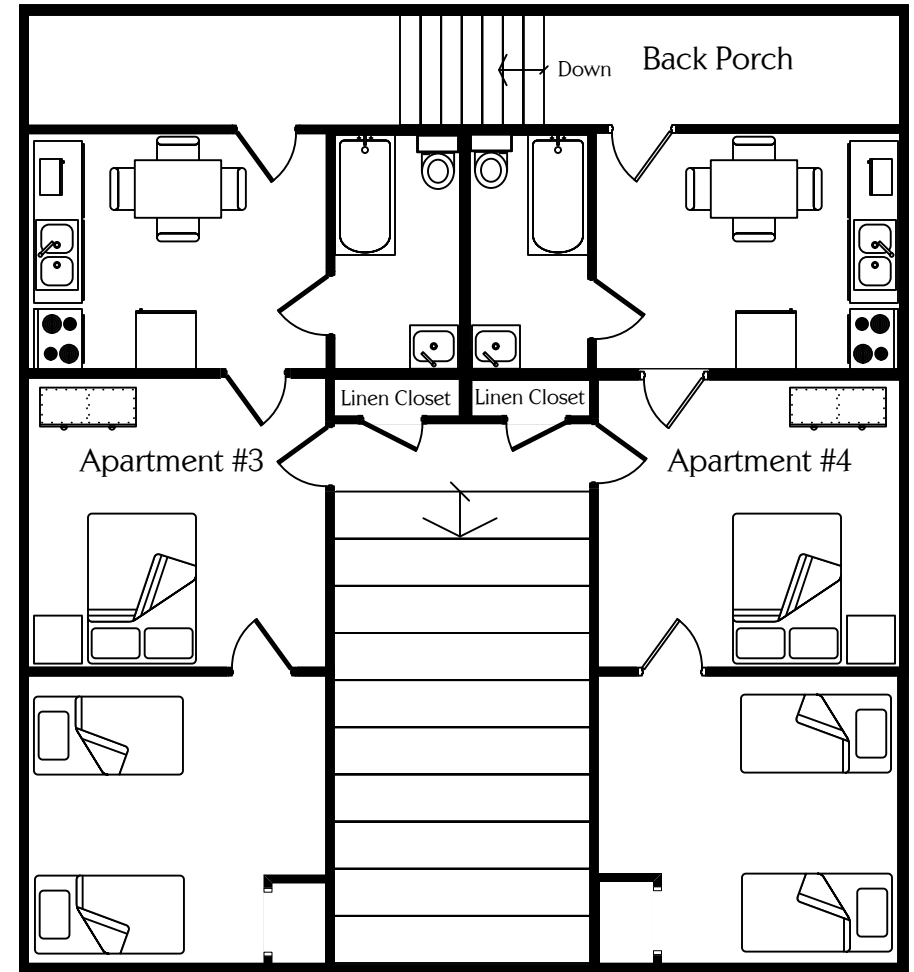 Down
Back Porch
Linen Closet
Linen Closet
Apartment #3
Apartment #4